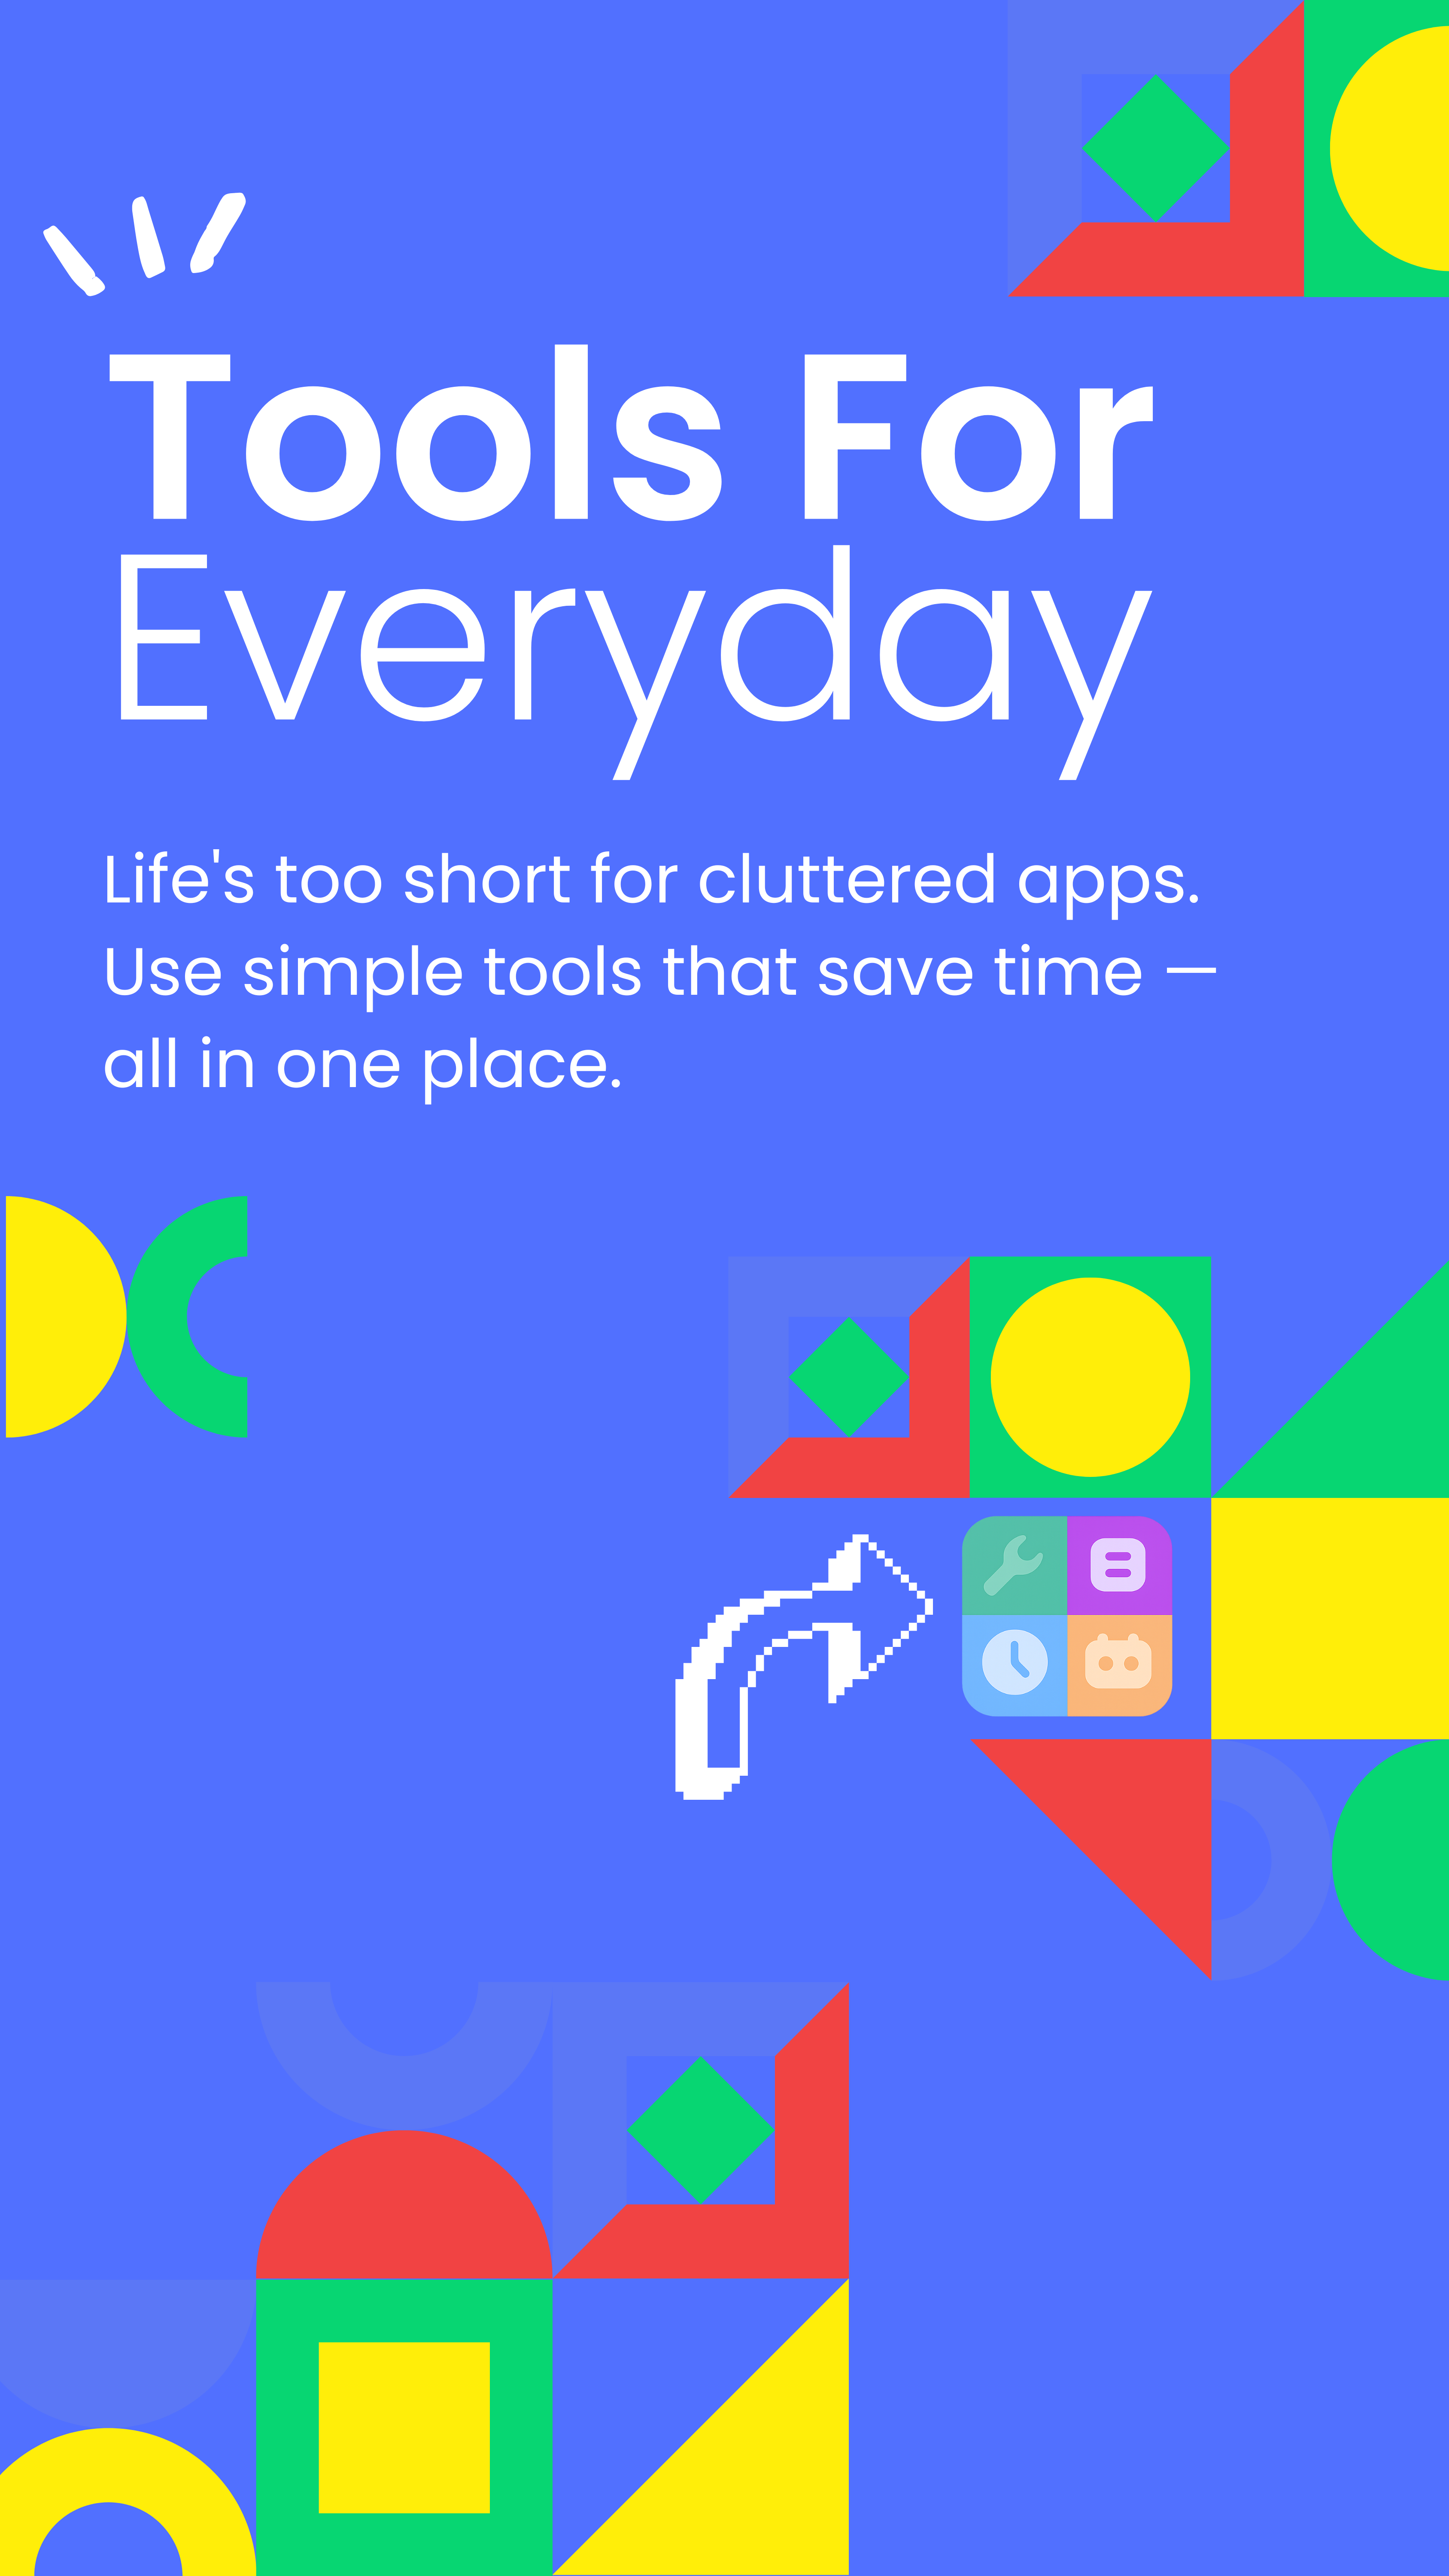 Tools For
Everyday
Life's too short for cluttered apps.
Use simple tools that save time —
all in one place.